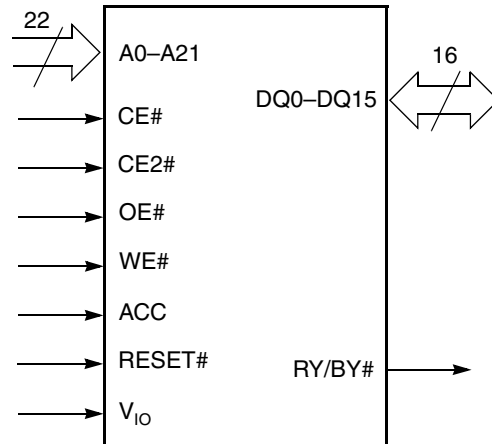 22
A0–A21
16
DQ0–DQ15
CE#
CE2#
OE#
WE#
ACC
RESET#
RY/BY#
VIO